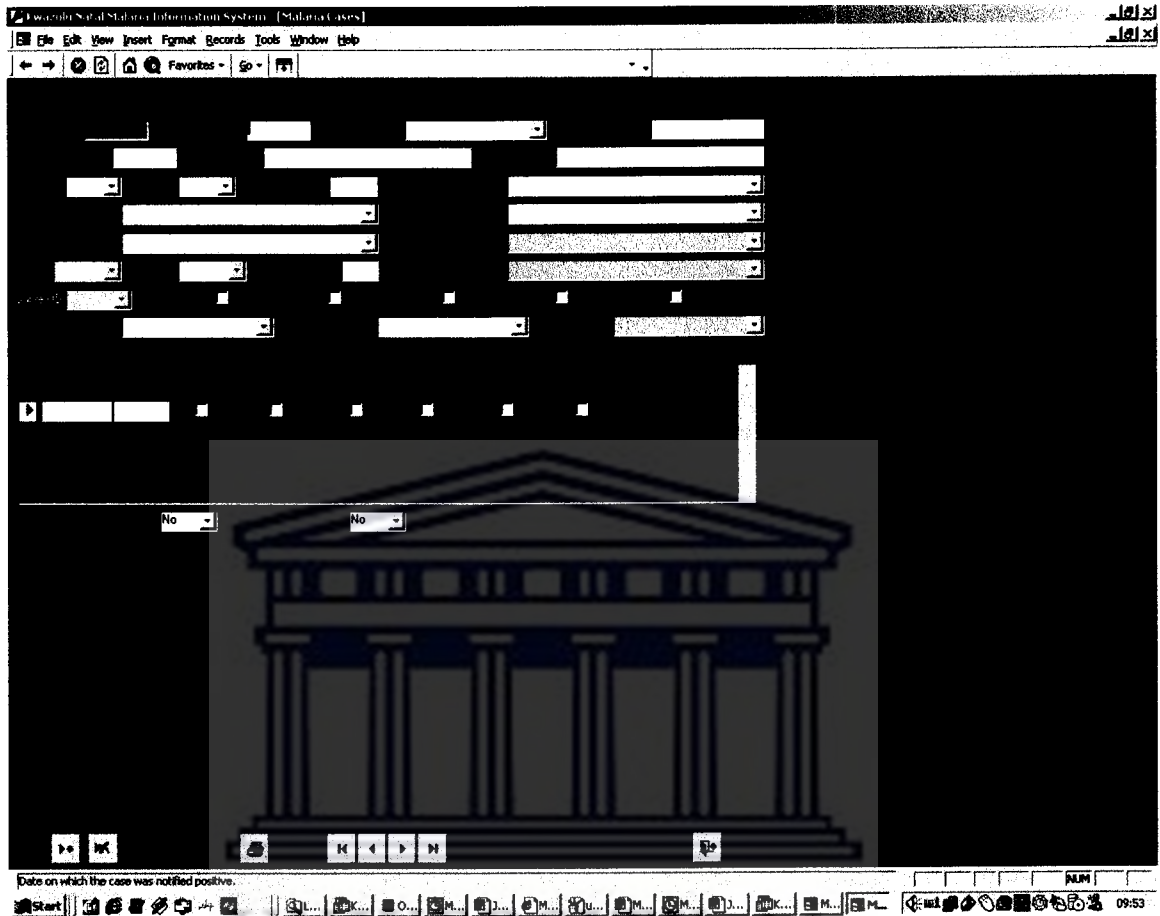 Kwazulu Natal Malaria Information System - [Malaria Cases]
File Edit View Insert Format Records Tools Window Help
Favorites Go
No No
Date on which the case was notified positive. NUM
Start L... K... O... M... J... M... U... M... M... J... K... M... M... 09:53